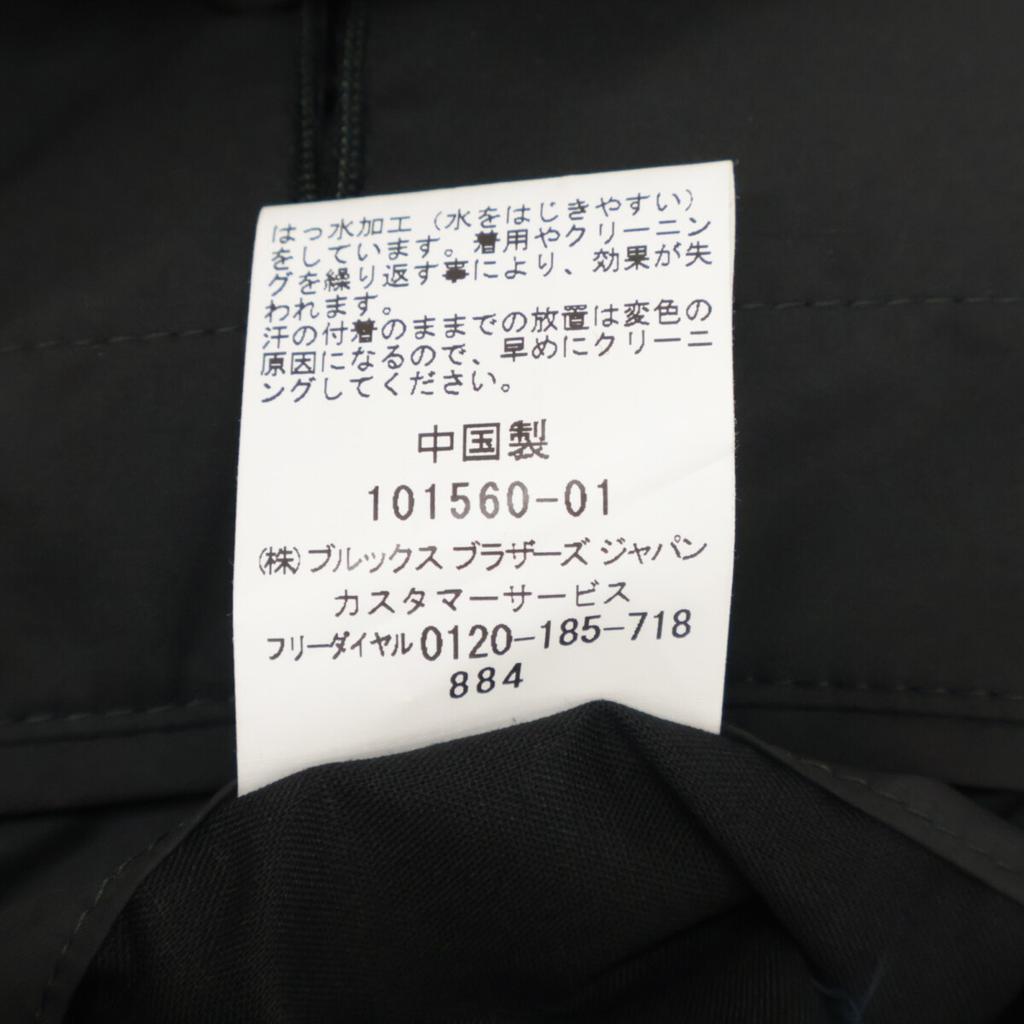 はっ水加工（水をはじきやすい）
をしています。着用やクリーニン
グを繰り返す事により、効果が失
われます。
汗の付着のままでの放置は変色の
原因になるので、早めにクリーニ
ングしてください。
中国製
101560-01
(株)ブルックス ブラザーズ ジャパン
カスタマーサービス
フリーダイヤル0120-185-718
884